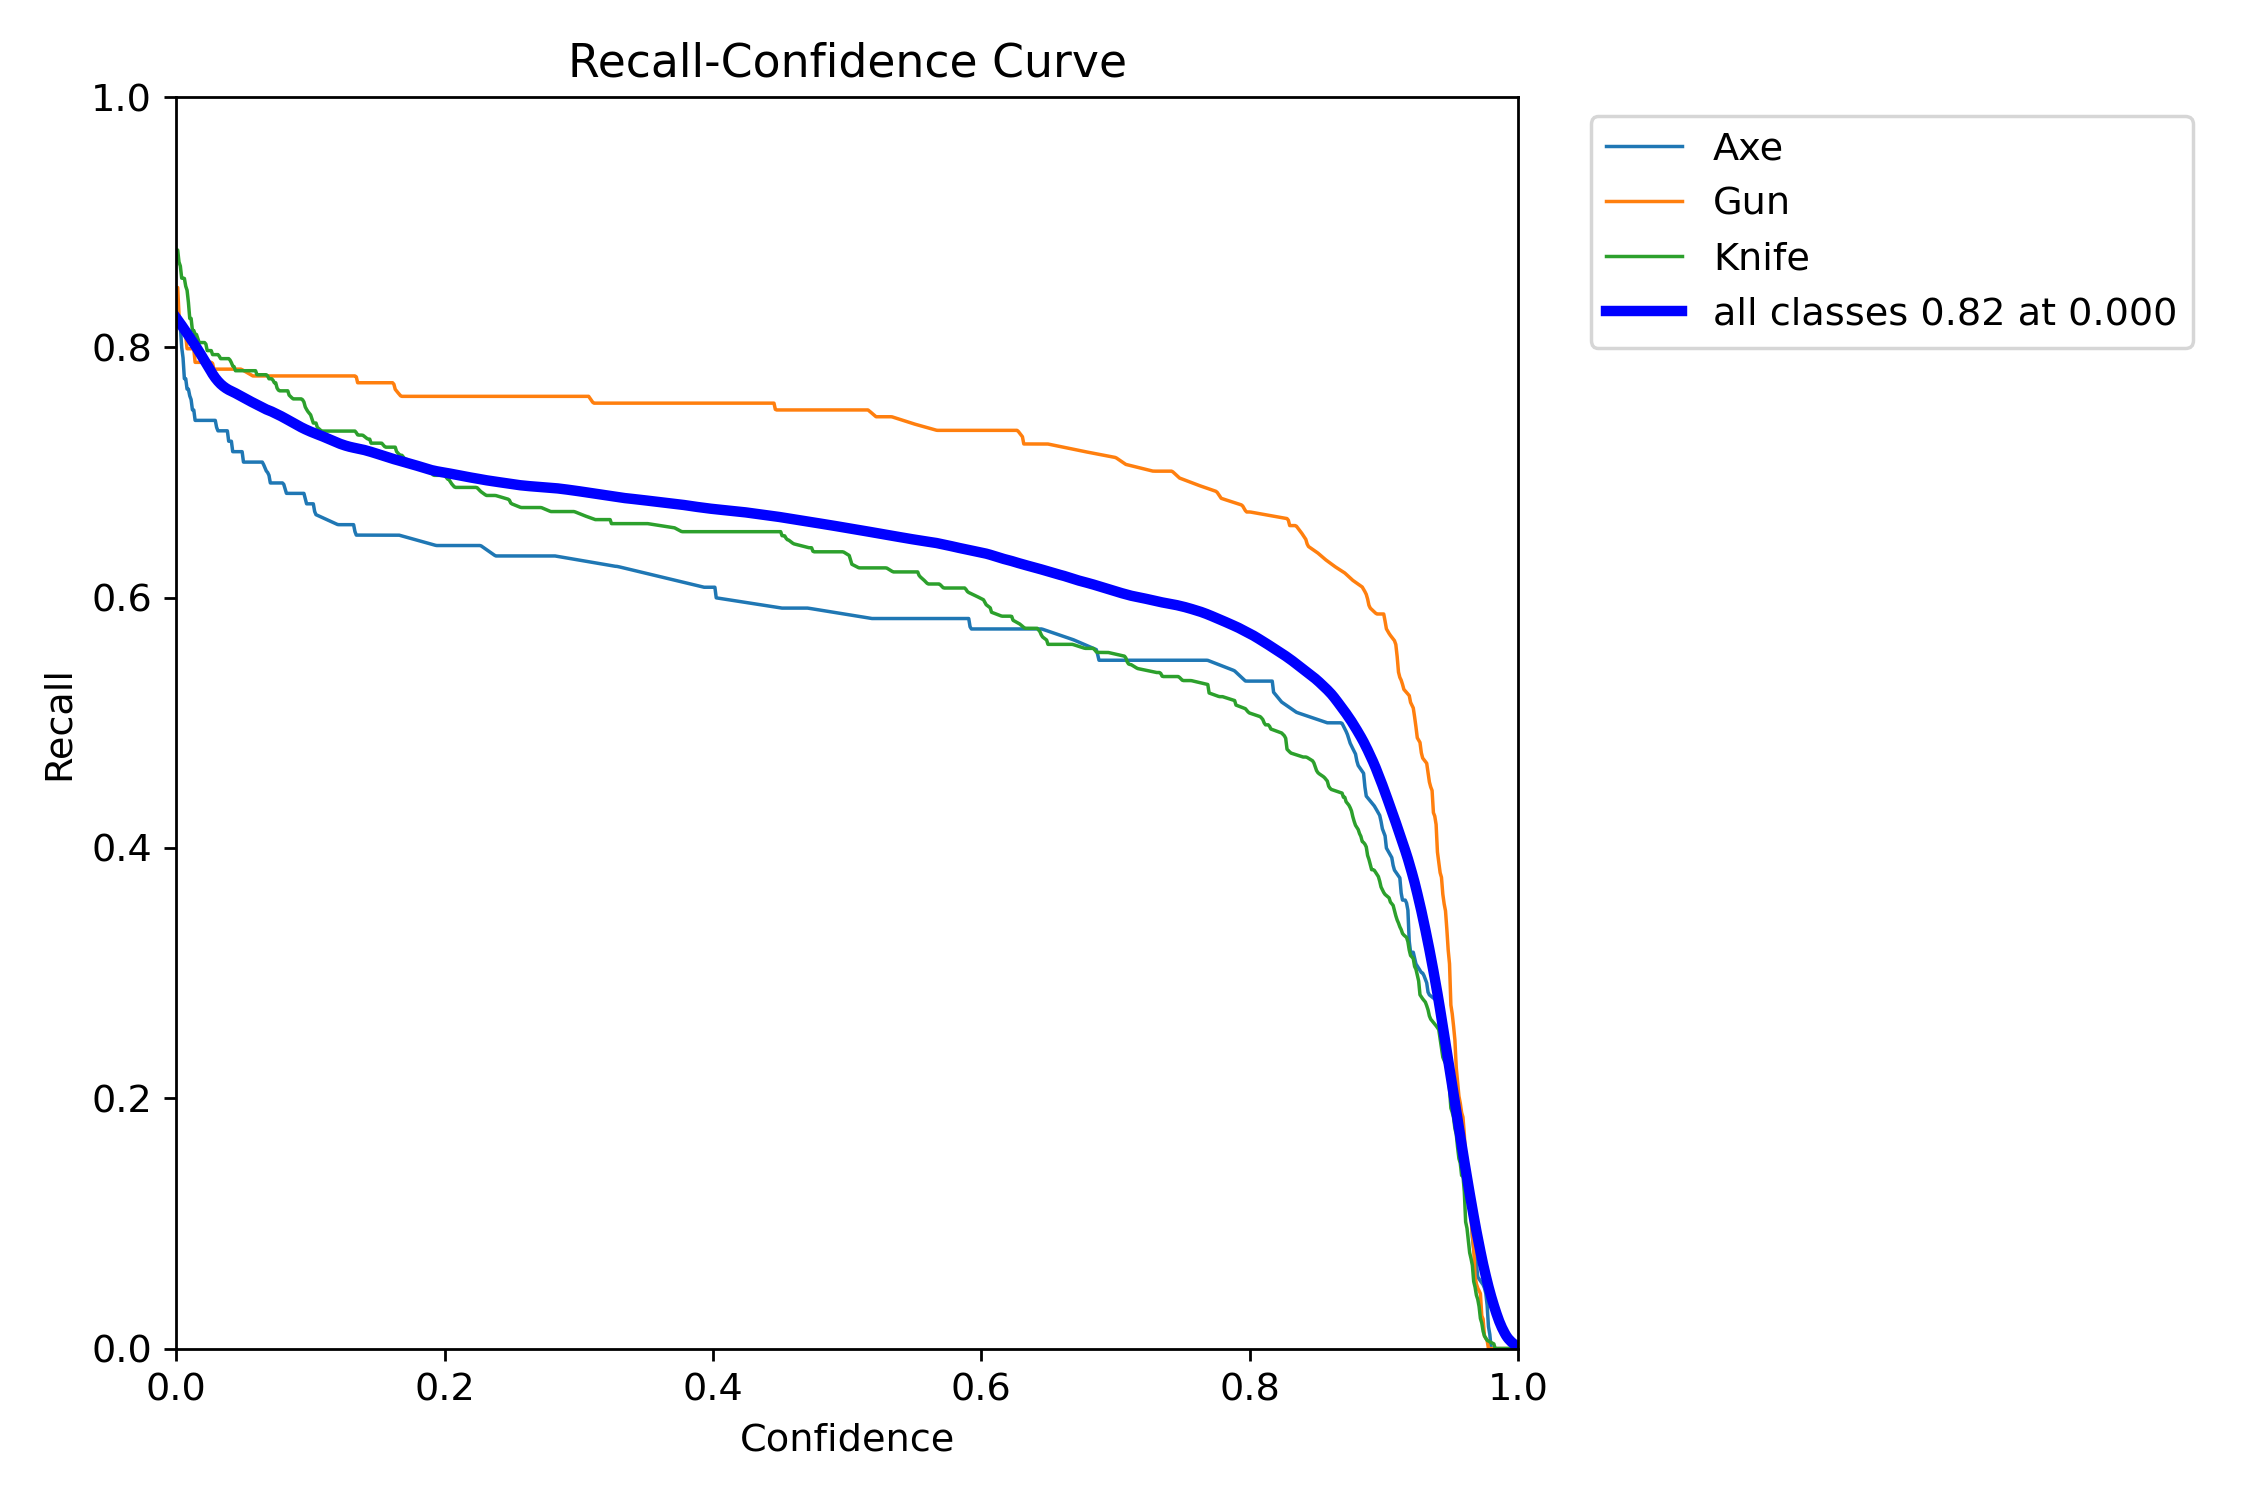 Recall-Confidence Curve
1.0
0.8
0.6
0.4
0.2
0.0
Recall
0.0 0.2 0.4 0.6 0.8 1.0
Confidence
Axe
Gun
Knife
all classes 0.82 at 0.000